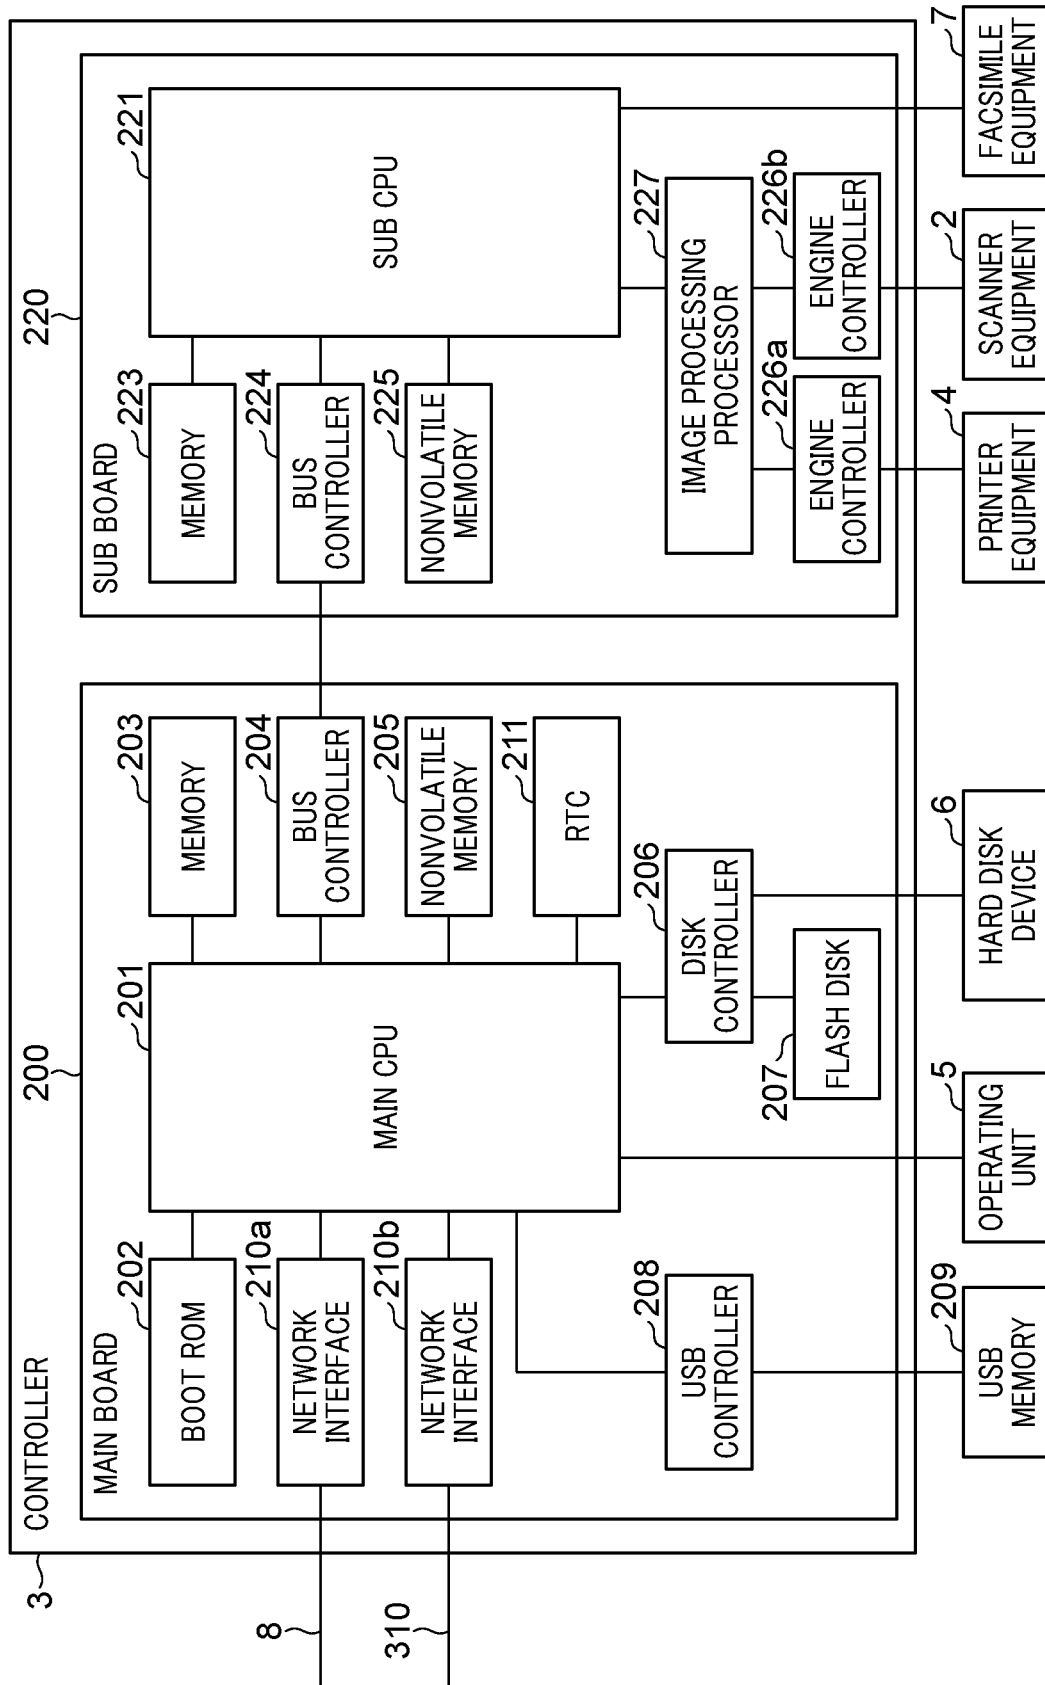 3
CONTROLLER
200
MAIN BOARD
220
SUB BOARD
202
BOOT ROM
201
MAIN CPU
203
MEMORY
223
MEMORY
221
SUB CPU
8
210a
NETWORK
INTERFACE
204
BUS
CONTROLLER
224
BUS
CONTROLLER
310
210b
NETWORK
INTERFACE
205
NONVOLATILE
MEMORY
225
NONVOLATILE
MEMORY
211
RTC
208
USB
CONTROLLER
206
DISK
CONTROLLER
227
IMAGE PROCESSING
PROCESSOR
207
FLASH DISK
226a
ENGINE
CONTROLLER
226b
ENGINE
CONTROLLER
209
USB
MEMORY
5
OPERATING
UNIT
6
HARD DISK
DEVICE
4
PRINTER
EQUIPMENT
2
SCANNER
EQUIPMENT
7
FACSIMILE
EQUIPMENT